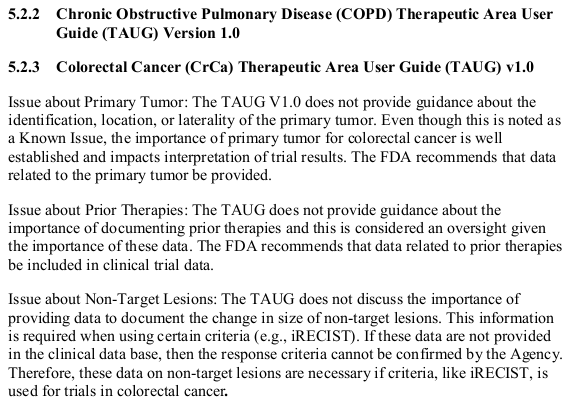 5.2.2 Chronic Obstructive Pulmonary Disease (COPD) Therapeutic Area User
Guide (TAUG) Version 1.0
5.2.3 Colorectal Cancer (CrCa) Therapeutic Area User Guide (TAUG) v1.0
Issue about Primary Tumor: The TAUG V1.0 does not provide guidance about the
identification, location, or laterality of the primary tumor. Even though this is noted as
a Known Issue, the importance of primary tumor for colorectal cancer is well
established and impacts interpretation of trial results. The FDA recommends that data
related to the primary tumor be provided.
Issue about Prior Therapies: The TAUG does not provide guidance about the
importance of documenting prior therapies and this is considered an oversight given
the importance of these data. The FDA recommends that data related to prior therapies
be included in clinical trial data.
Issue about Non-Target Lesions: The TAUG does not discuss the importance of
providing data to document the change in size of non-target lesions. This information
is required when using certain criteria (e.g., iRECIST). If these data are not provided
in the clinical data base, then the response criteria cannot be confirmed by the Agency.
Therefore, these data on non-target lesions are necessary if criteria, like iRECIST, is
used for trials in colorectal cancer.